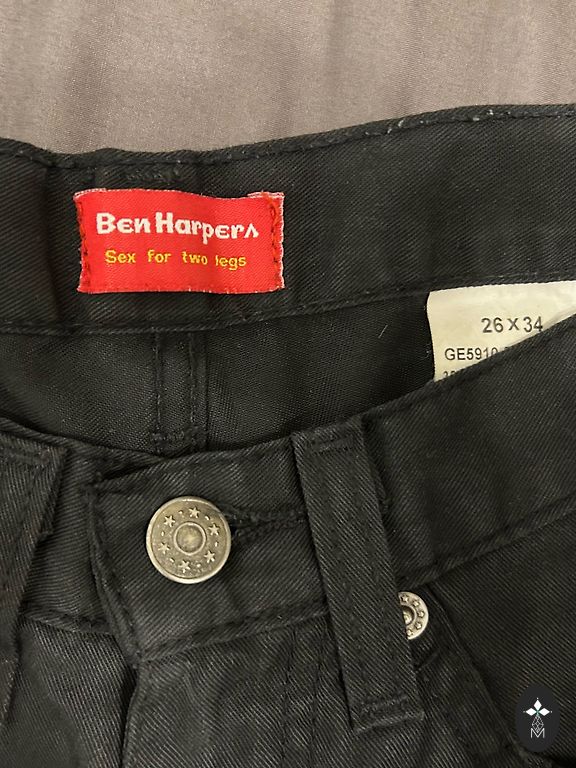 Ben Harpers
Sex for two legs
26 X 34
GE5910